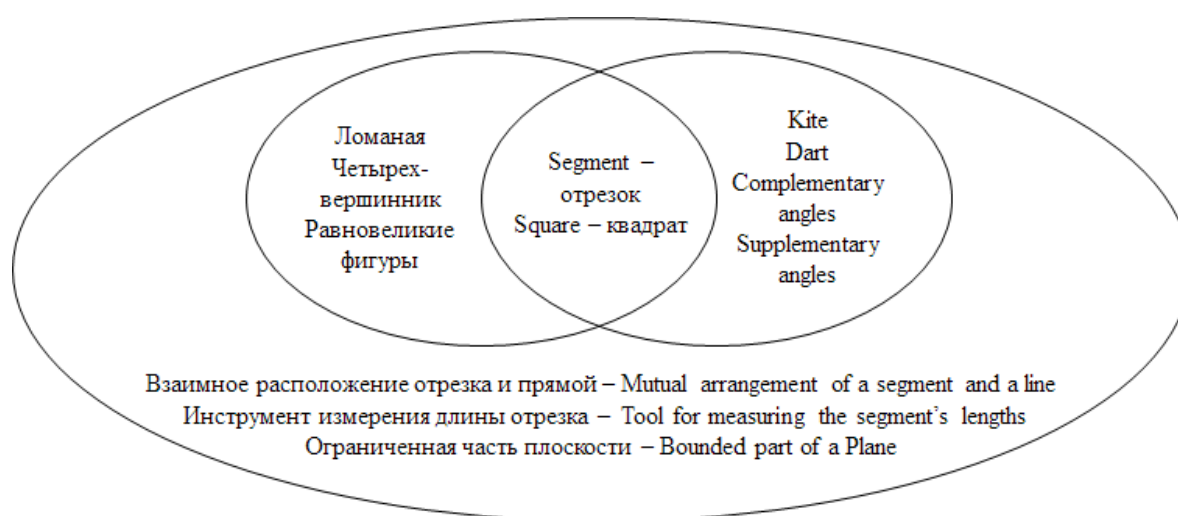 Ломаная
Четырех-
вершинник
Равновеликие
фигуры
Segment –
отрезок
Square – квадрат
Kite
Dart
Complementary
angles
Supplementary
angles
Взаимное расположение отрезка и прямой – Mutual arrangement of a segment and a line
Инструмент измерения длины отрезка – Tool for measuring the segment’s lengths
Ограниченная часть плоскости – Bounded part of a Plane